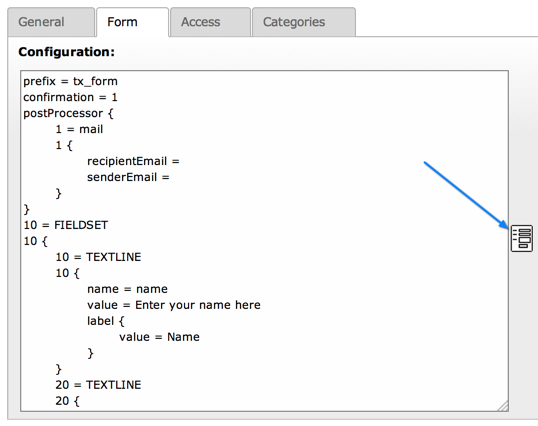 General Form Access Categories
Configuration:
prefix = tx_form
confirmation = 1
postProcessor {
1 = mail
1 {
recipientEmail =
senderEmail =
}
}
10 = FIELDSET
10 {
10 = TEXTLINE
10 {
name = name
value = Enter your name here
label {
value = Name
}
}
20 = TEXTLINE
20 {